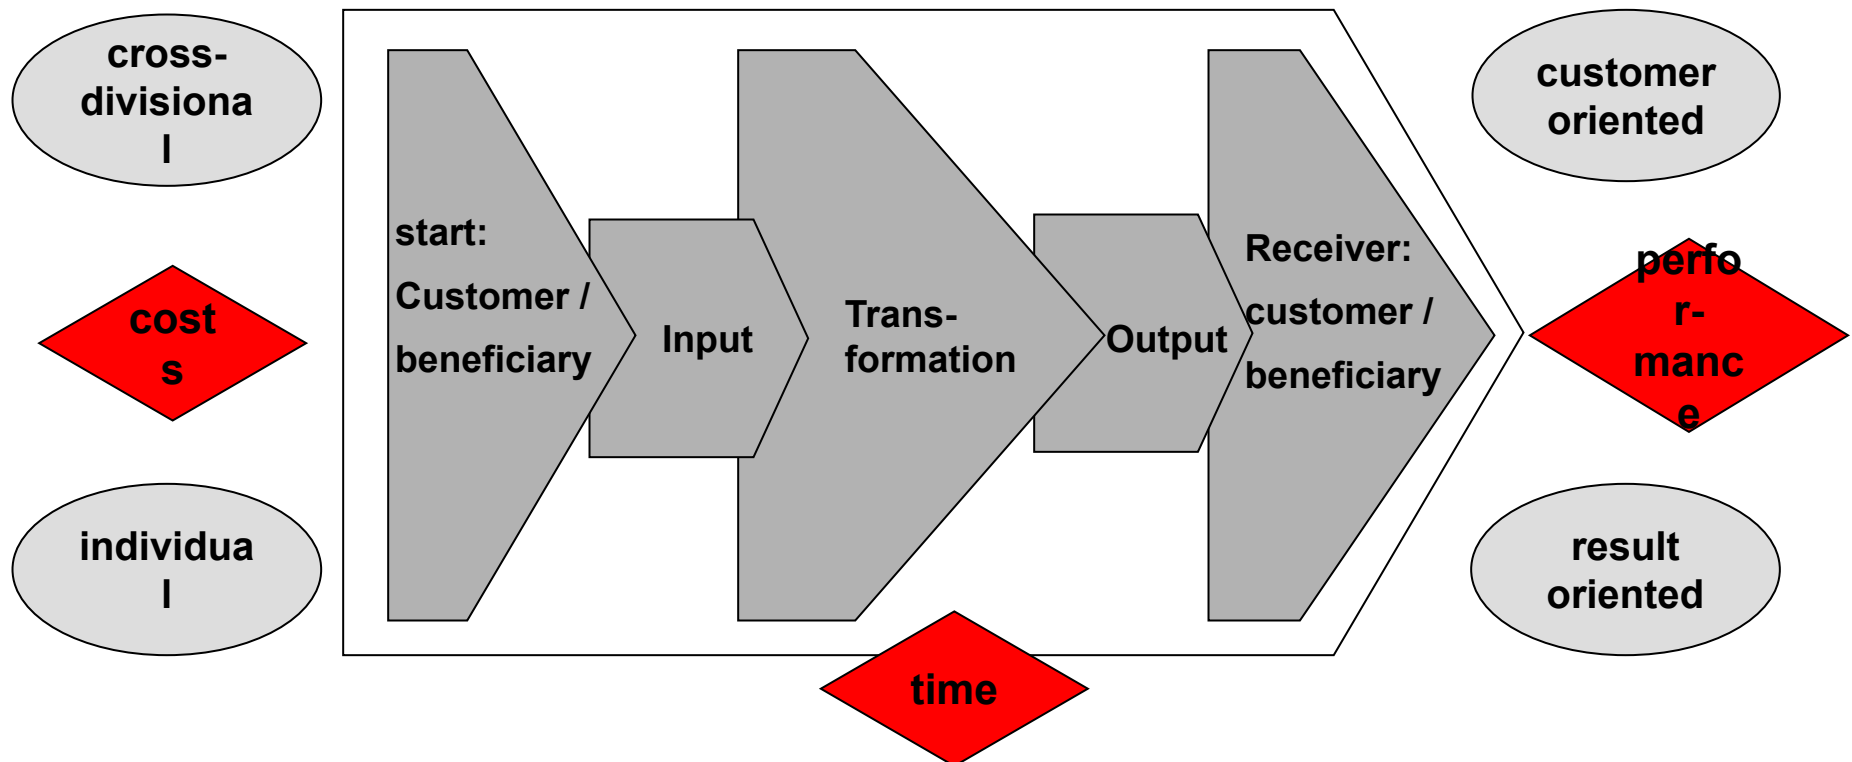 cross-
divisiona
l
cost
s
individua
l
start:
Customer /
beneficiary
Input
Trans-
formation
Output
Receiver:
customer /
beneficiary
time
customer
oriented
perfo
r-
manc
e
result
oriented